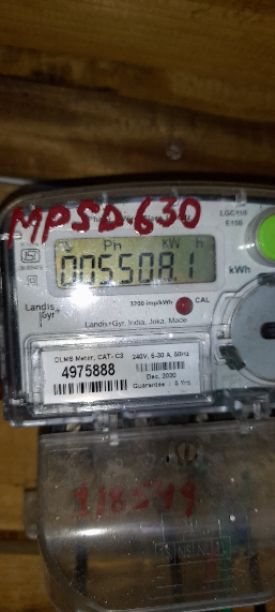 MPSD.630
LGC110
E150
Ph KW h
005508.1
kWh
Landis Gyr+
3200 imp/kWh CAL
Landis+Gyr, India, Joka, Made
DLMS Meter, CAT- C3 240V, 5-30 A, 50Hz
4975888
Dec, 2020
Guarantee : 5 Yrs